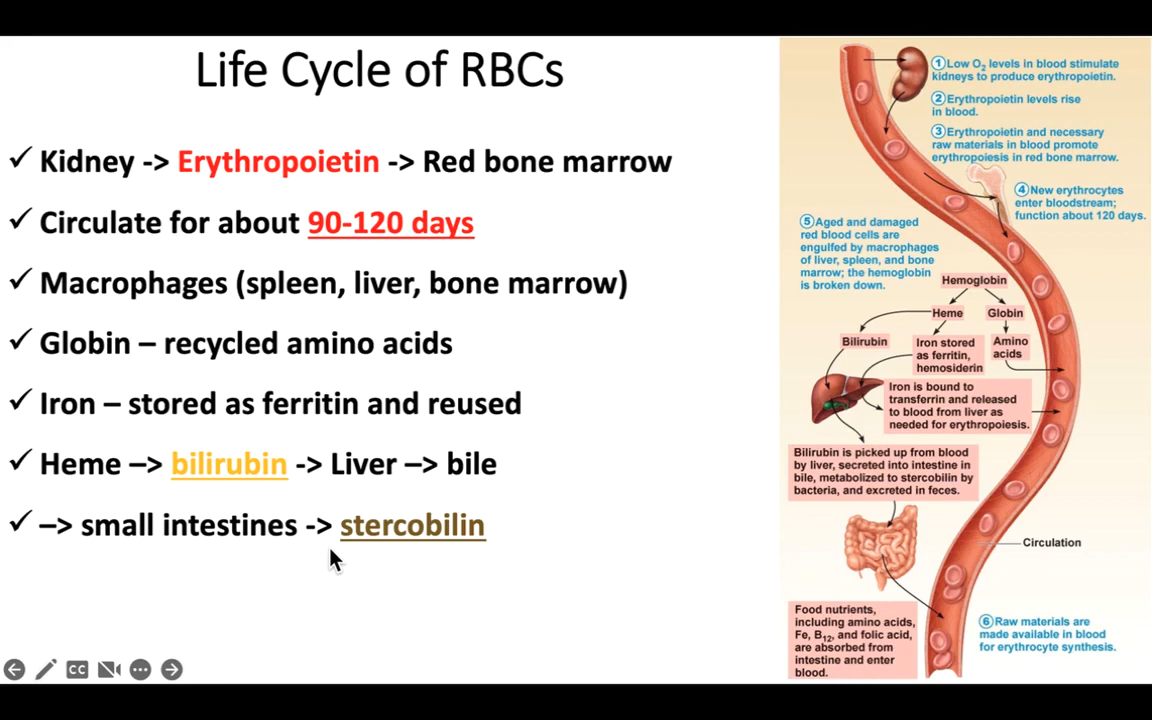 Life Cycle of RBCs
✓ Kidney -> Erythropoietin -> Red bone marrow
✓ Circulate for about 90-120 days
✓ Macrophages (spleen, liver, bone marrow)
✓ Globin – recycled amino acids
✓ Iron – stored as ferritin and reused
✓ Heme –> bilirubin -> Liver –> bile
✓ –> small intestines -> stercobilin
① Low O₂ levels in blood stimulate
kidneys to produce erythropoietin.
② Erythropoietin levels rise
in blood.
③ Erythropoietin and necessary
raw materials in blood promote
erythropoiesis in red bone marrow.
④ New erythrocytes
enter bloodstream;
function about 120 days.
⑤ Aged and damaged
red blood cells are
engulfed by macrophages
of liver, spleen, and bone
marrow; the hemoglobin
is broken down.
Hemoglobin
Heme
Globin
Bilirubin
Iron stored
as ferritin,
hemosiderin
Amino
acids
Iron is bound to
transferrin and released
to blood from liver as
needed for erythropoiesis.
Bilirubin is picked up from blood
by liver, secreted into intestine in
bile, metabolized to stercobilin by
bacteria, and excreted in feces.
Circulation
Food nutrients,
including amino acids,
Fe, B₁₂, and folic acid,
are absorbed from
intestine and enter
blood.
⑥ Raw materials are
made available in blood
for erythrocyte synthesis.
CC